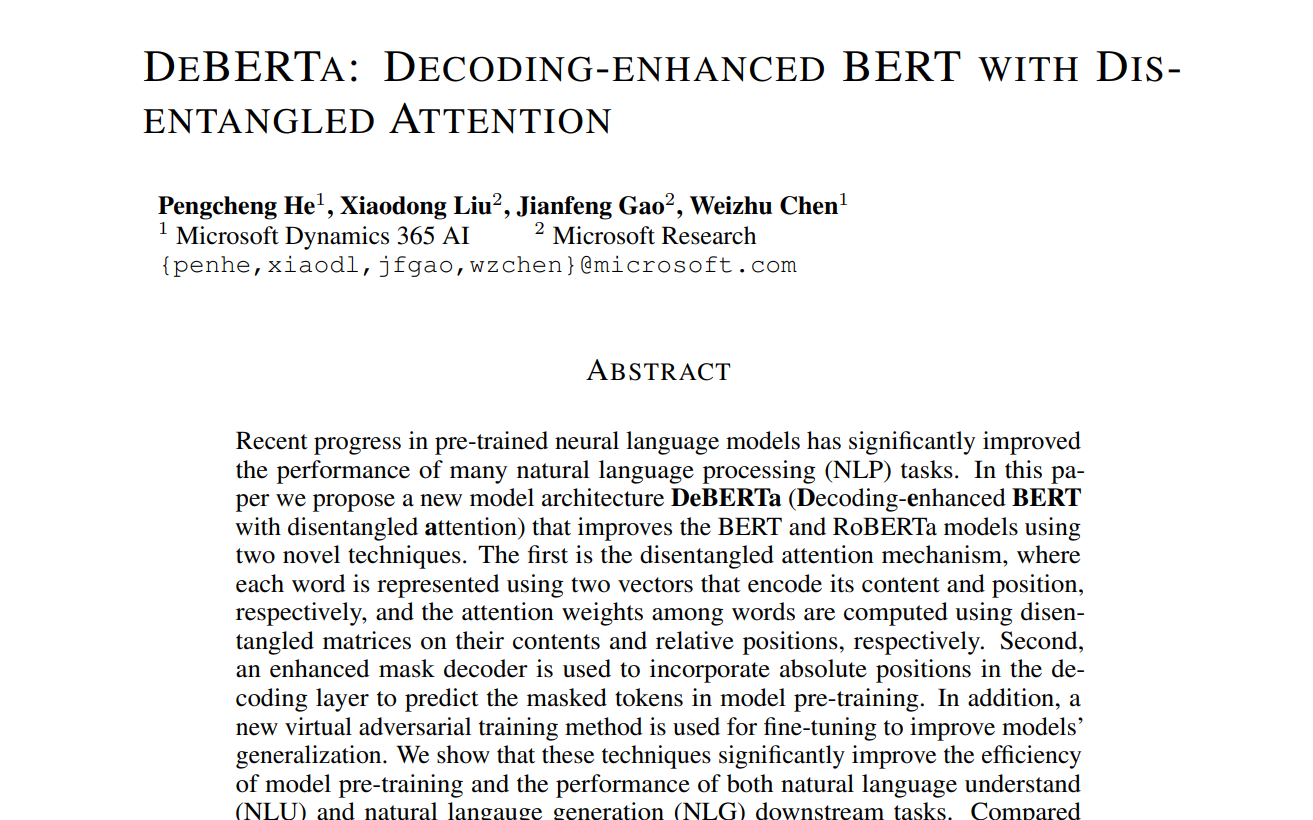 DEBERTA: DECODING-ENHANCED BERT WITH DIS-
ENTANGLED ATTENTION
Pengcheng He1, Xiaodong Liu2, Jianfeng Gao2, Weizhu Chen1
1 Microsoft Dynamics 365 AI 2 Microsoft Research
{penhe,xiaodl,jfgao,wzchen}@microsoft.com
ABSTRACT
Recent progress in pre-trained neural language models has significantly improved
the performance of many natural language processing (NLP) tasks. In this pa-
per we propose a new model architecture DeBERTa (Decoding-enhanced BERT
with disentangled attention) that improves the BERT and RoBERTa models using
two novel techniques. The first is the disentangled attention mechanism, where
each word is represented using two vectors that encode its content and position,
respectively, and the attention weights among words are computed using disen-
tangled matrices on their contents and relative positions, respectively. Second,
an enhanced mask decoder is used to incorporate absolute positions in the de-
coding layer to predict the masked tokens in model pre-training. In addition, a
new virtual adversarial training method is used for fine-tuning to improve models’
generalization. We show that these techniques significantly improve the efficiency
of model pre-training and the performance of both natural language understand
(NLU) and natural langauge generation (NLG) downstream tasks. Compared